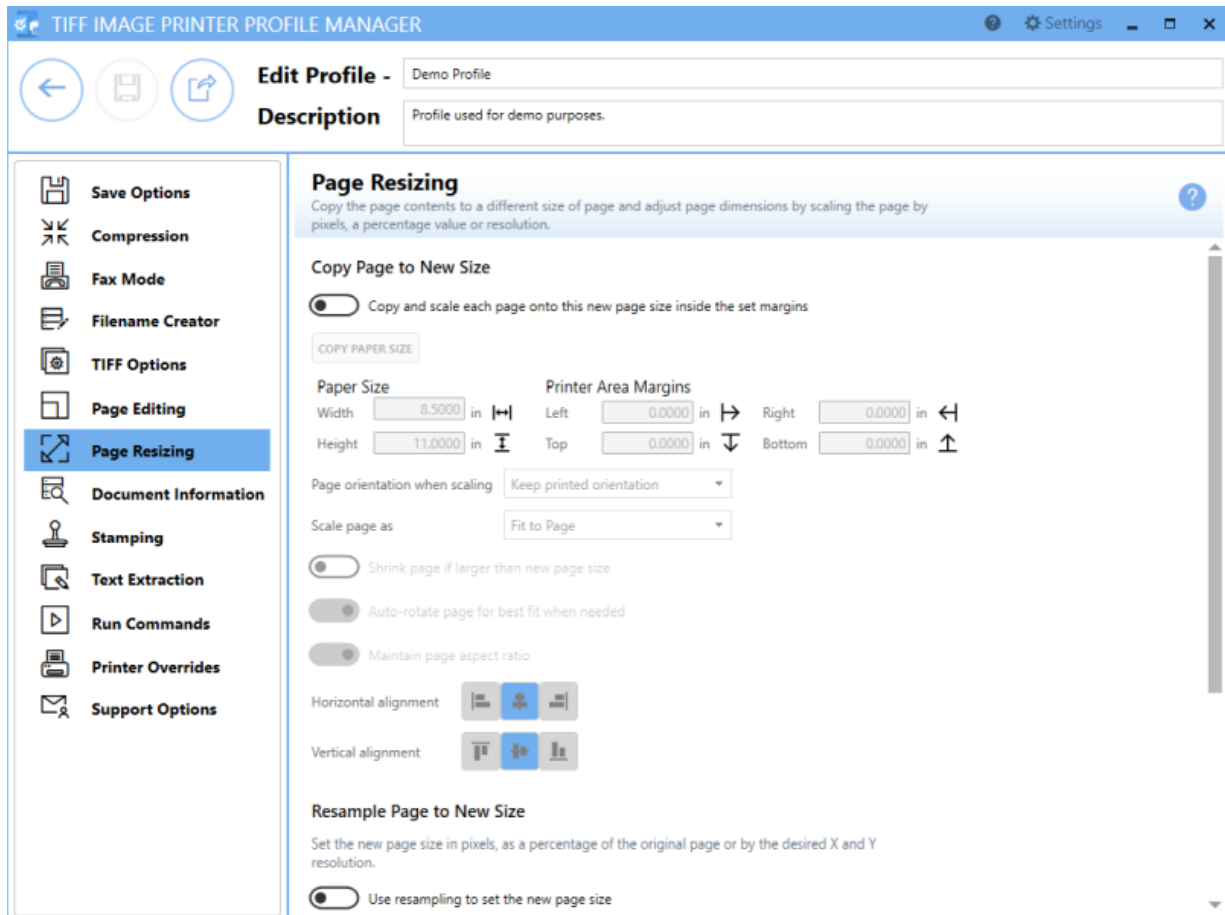 TIFF IMAGE PRINTER PROFILE MANAGER
Settings
Edit Profile - Demo Profile
Description Profile used for demo purposes.
Save Options
Compression
Fax Mode
Filename Creator
TIFF Options
Page Editing
Page Resizing
Document Information
Stamping
Text Extraction
Run Commands
Printer Overrides
Support Options
Page Resizing
Copy the page contents to a different size of page and adjust page dimensions by scaling the page by
pixels, a percentage value or resolution.
Copy Page to New Size
Copy and scale each page onto this new page size inside the set margins
COPY PAPER SIZE
Paper Size Printer Area Margins
Width 8.5000 in Left 0.0000 in Right 0.0000 in
Height 11.0000 in Top 0.0000 in Bottom 0.0000 in
Page orientation when scaling Keep printed orientation
Scale page as Fit to Page
Shrink page if larger than new page size
Auto-rotate page for best fit when needed
Maintain page aspect ratio
Horizontal alignment
Vertical alignment
Resample Page to New Size
Set the new page size in pixels, as a percentage of the original page or by the desired X and Y
resolution.
Use resampling to set the new page size